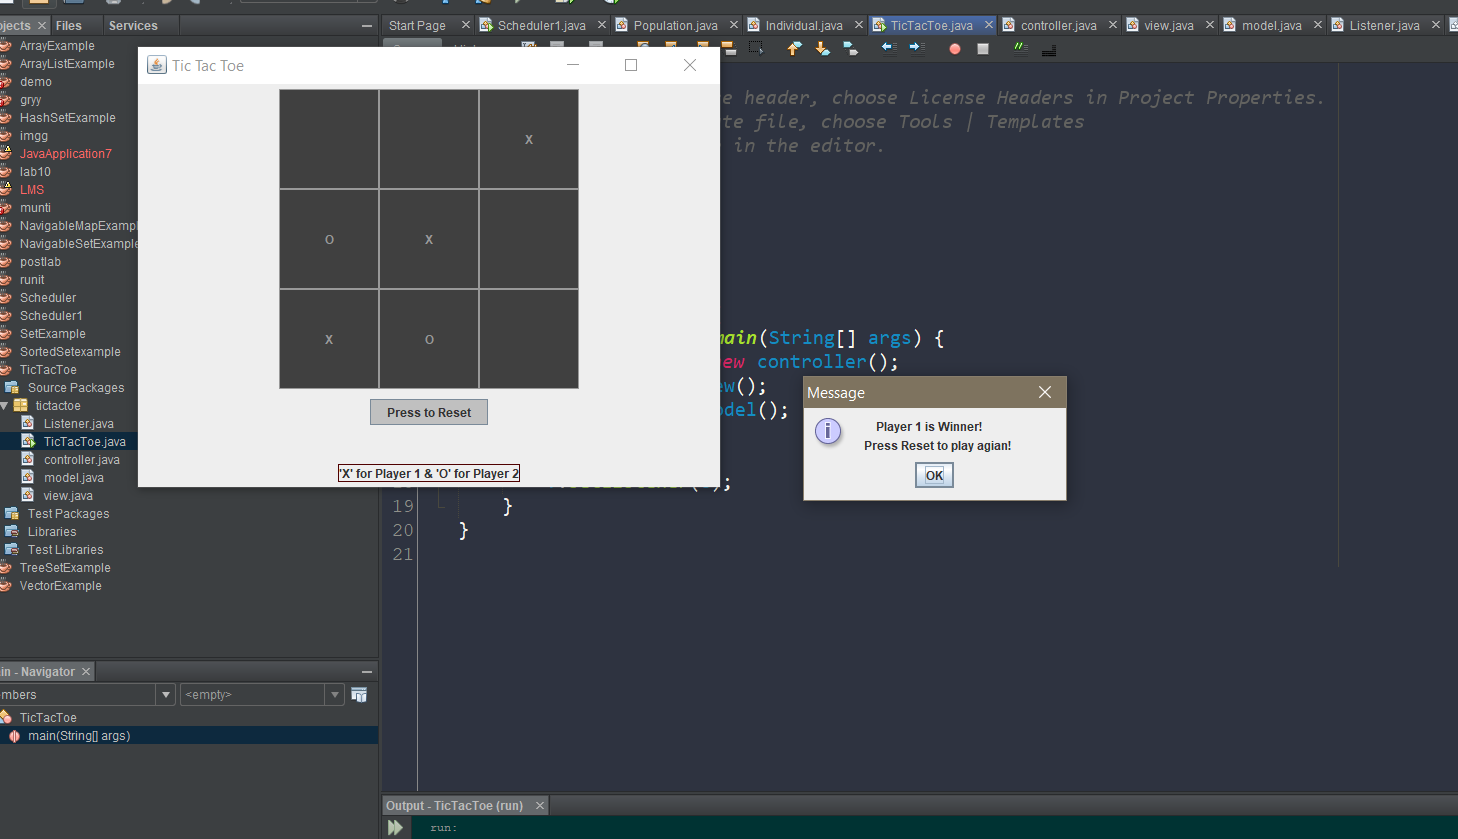 ojects
Files
Services
ArrayExample
ArrayListExample
demo
gryy
HashSetExample
imgg
JavaApplication7
lab10
LMS
munti
NavigableMapExampl
NavigableSetExample
postlab
runit
Scheduler
Scheduler1
SetExample
SortedSetexample
TicTacToe
Source Packages
tictactoe
Listener.java
TicTacToe.java
controller.java
model.java
view.java
Test Packages
Libraries
Test Libraries
TreeSetExample
VectorExample
in - Navigator
mbers
<empty>
TicTacToe
main(String[] args)
Tic Tac Toe
X
O X
X O
Press to Reset
'X' for Player 1 & 'O' for Player 2
Start Page
Scheduler1.java
Population.java
Individual.java
TicTacToe.java
controller.java
view.java
model.java
Listener.java
e header, choose License Headers in Project Properties.
te file, choose Tools | Templates
in the editor.
main(String[] args) {
ew controller();
ew();
odel();
19 }
20 }
21
Message
Player 1 is Winner!
Press Reset to play agian!
OK
Output - TicTacToe (run)
run: